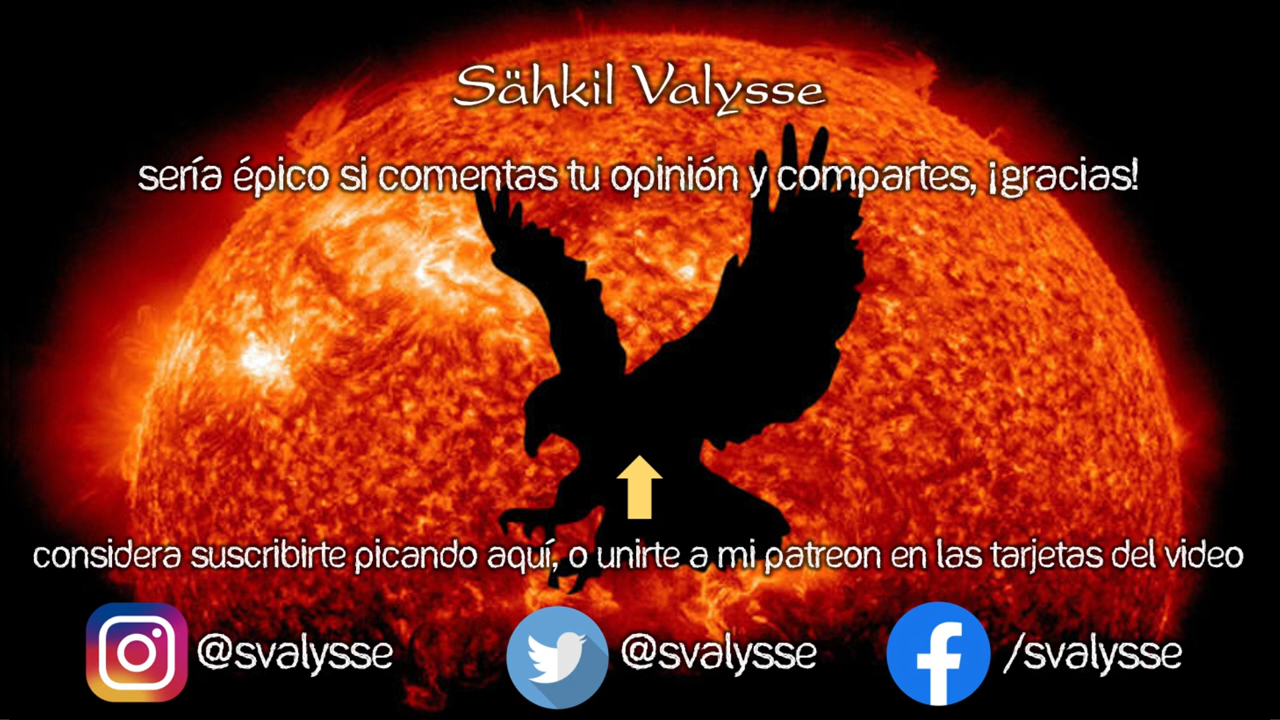 Sähkil Valysse
sería épico si comentas tu opinión y compartes, ¡gracias!
considera suscribirte picando aquí, o unirte a mi patreon en las tarjetas del video
@svalysse @svalysse /svalysse